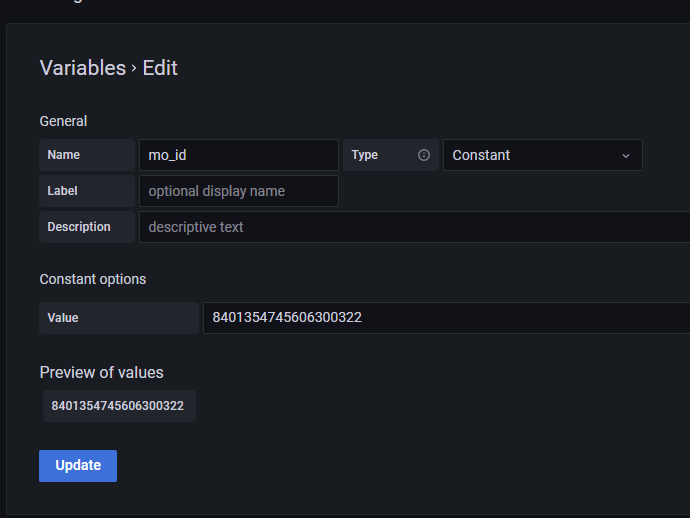 Variables › Edit
General
Name mo_id Type Constant
Label optional display name
Description descriptive text
Constant options
Value 8401354745606300322
Preview of values
8401354745606300322
Update